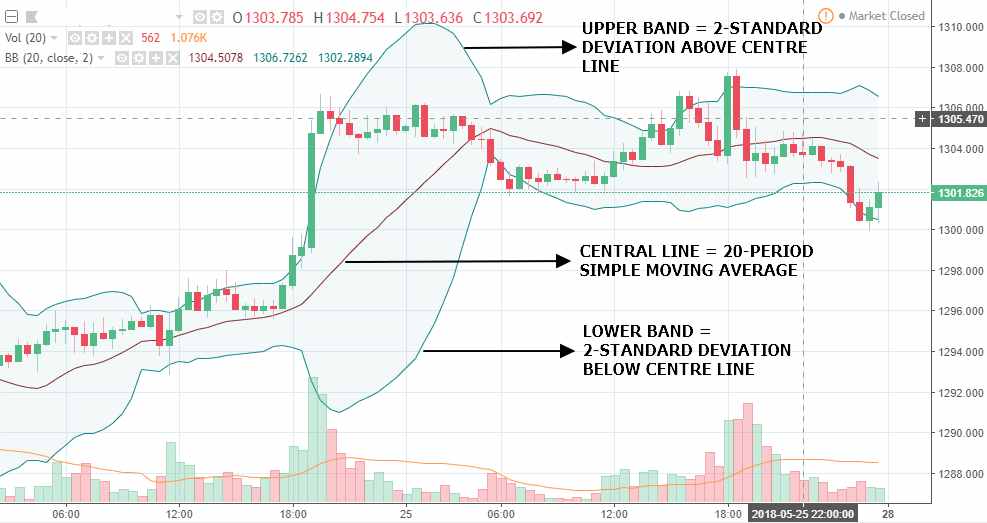 O1303.785 H1304.754 L1303.636 C1303.692
Market Closed
Vol (20) 562 1.076K
BB (20, close, 2) 1304.5078 1306.7262 1302.2894
UPPER BAND = 2-STANDARD
DEVIATION ABOVE CENTRE
LINE
CENTRAL LINE = 20-PERIOD
SIMPLE MOVING AVERAGE
LOWER BAND =
2-STANDARD DEVIATION
BELOW CENTRE LINE
1310.000
1308.000
1306.000
1305.470
1304.000
1301.826
1300.000
1298.000
1296.000
1294.000
1292.000
1290.000
1288.000
06:00 12:00 18:00 25 06:00 12:00 18:00 2018-05-25 22:00:00 28